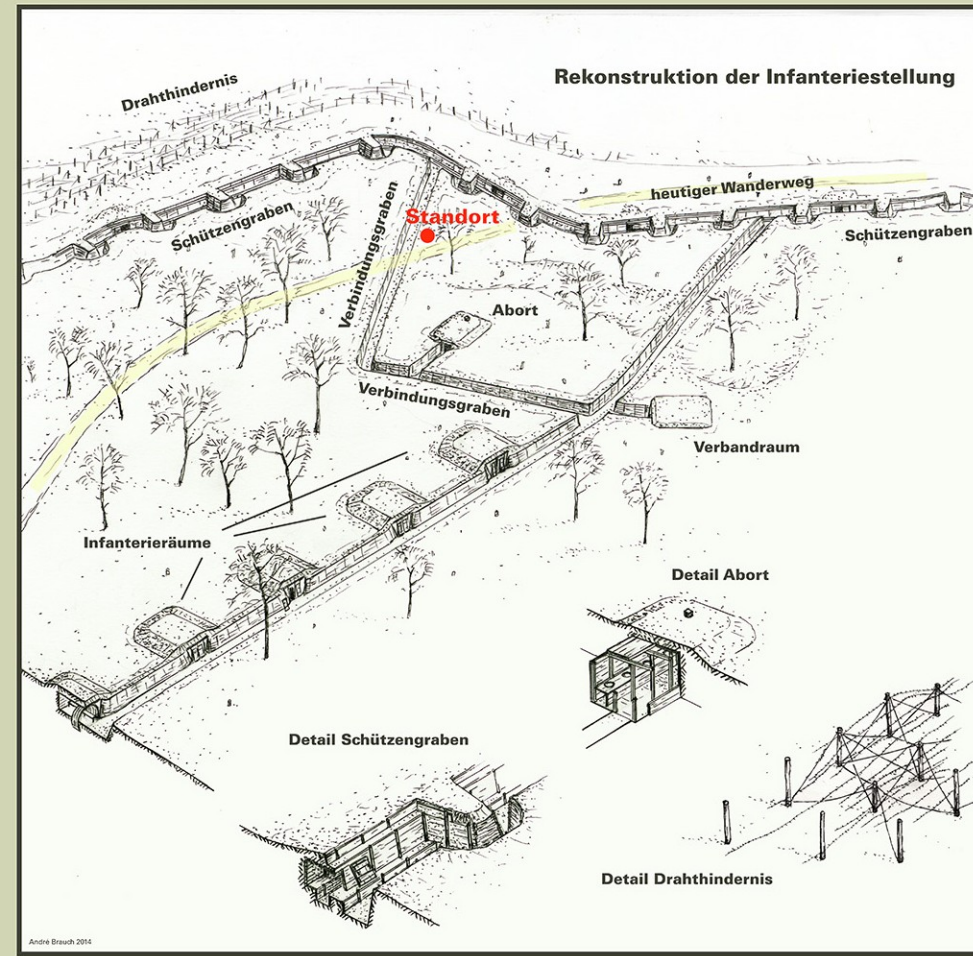 Rekonstruktion der Infanteriestellung
Drahthindernis
heutiger Wanderweg
Schützengraben
Verbindungsgraben
Standort
Schützengraben
Abort
Verbindungsgraben
Verbandraum
Infanterieräume
Detail Abort
Detail Schützengraben
Detail Drahthindernis
André Brauch 2014